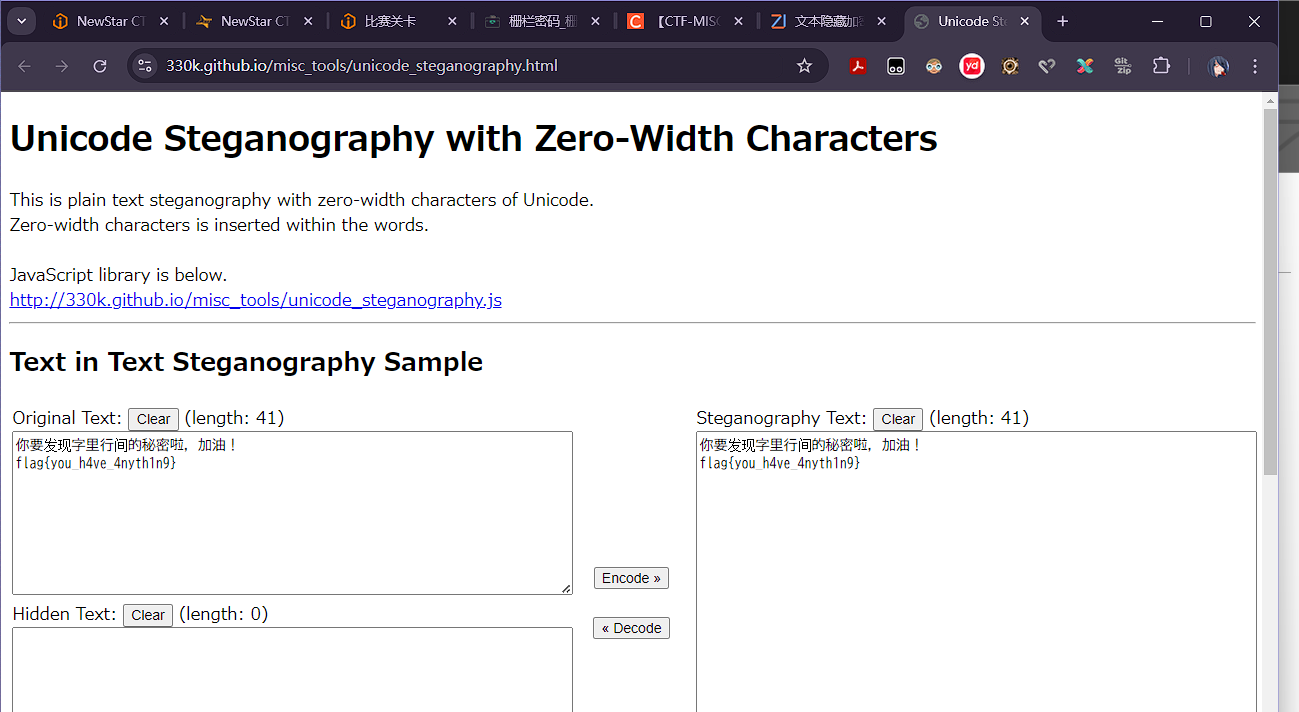 NewStar CT
NewStar CT
比赛关卡
栅栏密码_栅
【CTF-MISC
文本隐藏加密
Unicode Ste
330k.github.io/misc_tools/unicode_steganography.html
yd
Git
zip
Unicode Steganography with Zero-Width Characters
This is plain text steganography with zero-width characters of Unicode.
Zero-width characters is inserted within the words.
JavaScript library is below.
http://330k.github.io/misc_tools/unicode_steganography.js
Text in Text Steganography Sample
Original Text: Clear (length: 41)
你要发现字里行间的秘密啦，加油！
flag{you_h4ve_4nyth1n9}
Steganography Text: Clear (length: 41)
你要发现字里行间的秘密啦，加油！
flag{you_h4ve_4nyth1n9}
Encode »
Hidden Text: Clear (length: 0)
« Decode